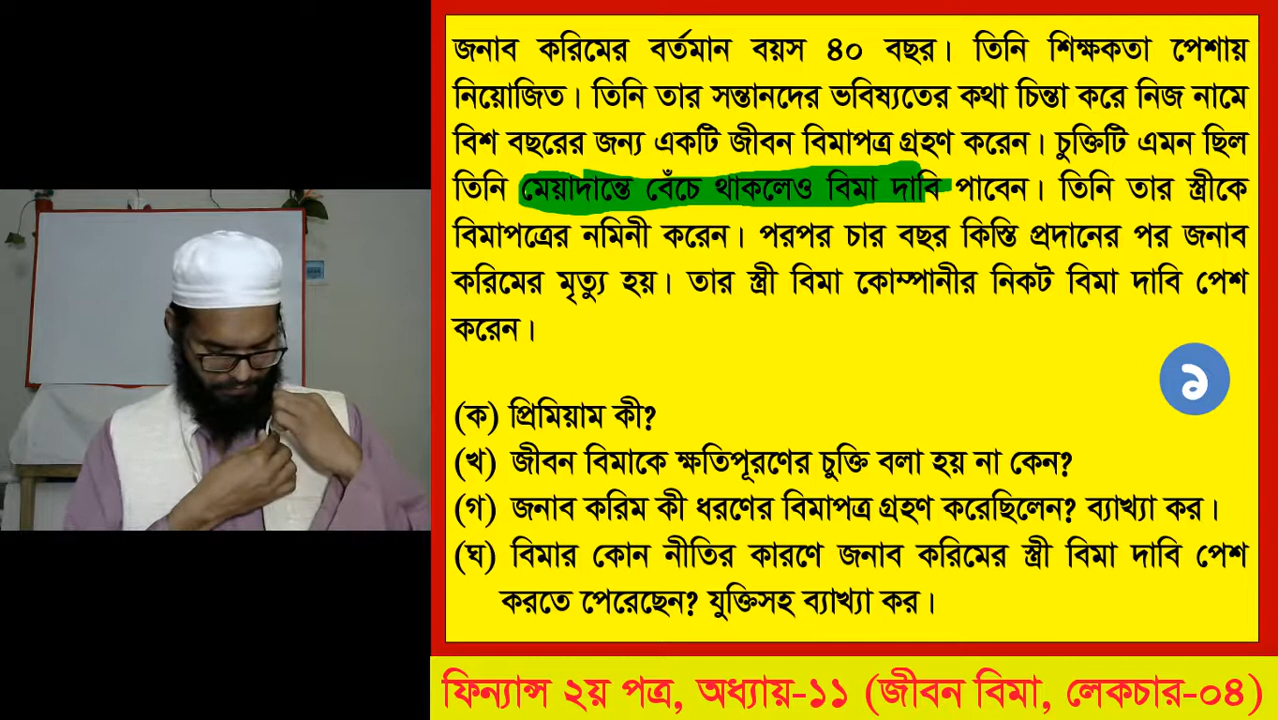 জনাব করিমের বর্তমান বয়স ৪০ বছর। তিনি শিক্ষকতা পেশায়
নিয়োজিত। তিনি তার সন্তানদের ভবিষ্যতের কথা চিন্তা করে নিজ নামে
বিশ বছরের জন্য একটি জীবন বিমাপত্র গ্রহণ করেন। চুক্তিটি এমন ছিল
তিনি মেয়াদান্তে বেঁচে থাকলেও বিমা দাবি পাবেন। তিনি তার স্ত্রীকে
বিমাপত্রের নমিনী করেন। পরপর চার বছর কিস্তি প্রদানের পর জনাব
করিমের মৃত্যু হয়। তার স্ত্রী বিমা কোম্পানীর নিকট বিমা দাবি পেশ
করেন।
১
(ক) প্রিমিয়াম কী?
(খ) জীবন বিমাকে ক্ষতিপূরণের চুক্তি বলা হয় না কেন?
(গ) জনাব করিম কী ধরণের বিমাপত্র গ্রহণ করেছিলেন? ব্যাখ্যা কর।
(ঘ) বিমার কোন নীতির কারণে জনাব করিমের স্ত্রী বিমা দাবি পেশ
করতে পেরেছেন? যুক্তিসহ ব্যাখ্যা কর।
ফিন্যান্স ২য় পত্র, অধ্যায়-১১ (জীবন বিমা, লেকচার-০৪)